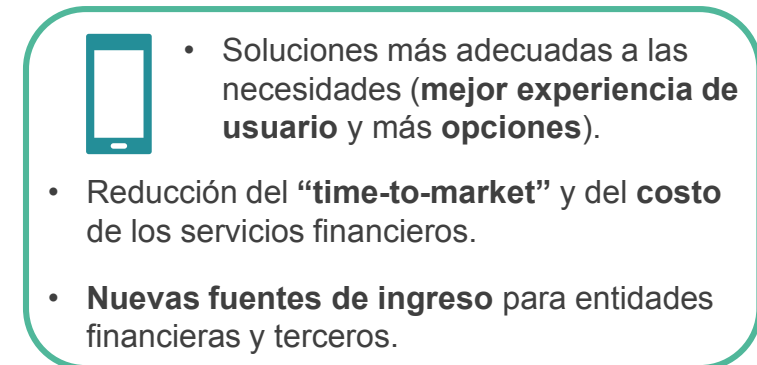 • Soluciones más adecuadas a las
necesidades (mejor experiencia de
usuario y más opciones).
• Reducción del “time-to-market” y del costo
de los servicios financieros.
• Nuevas fuentes de ingreso para entidades
financieras y terceros.